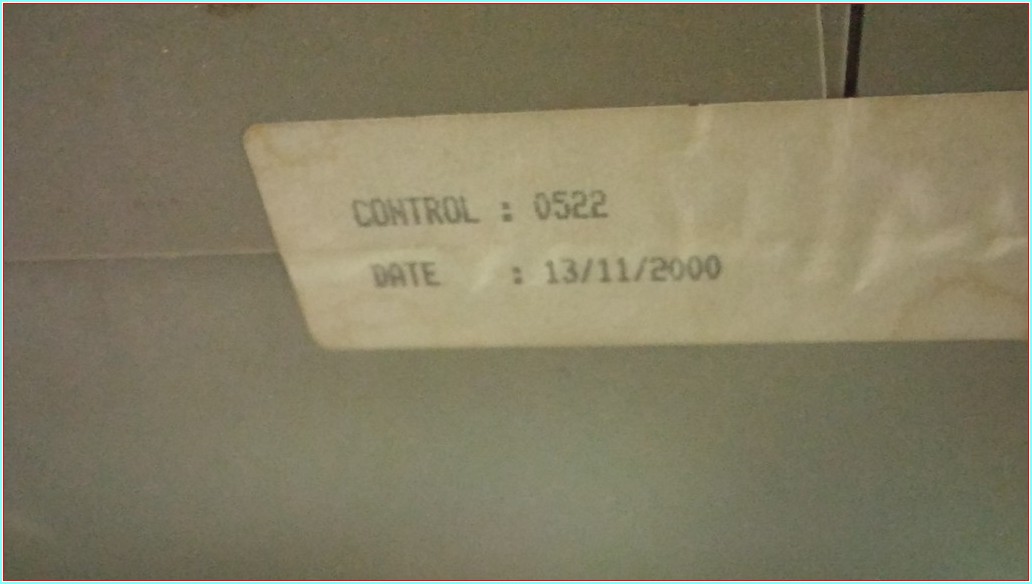 CONTROL : 0522
DATE : 13/11/2000